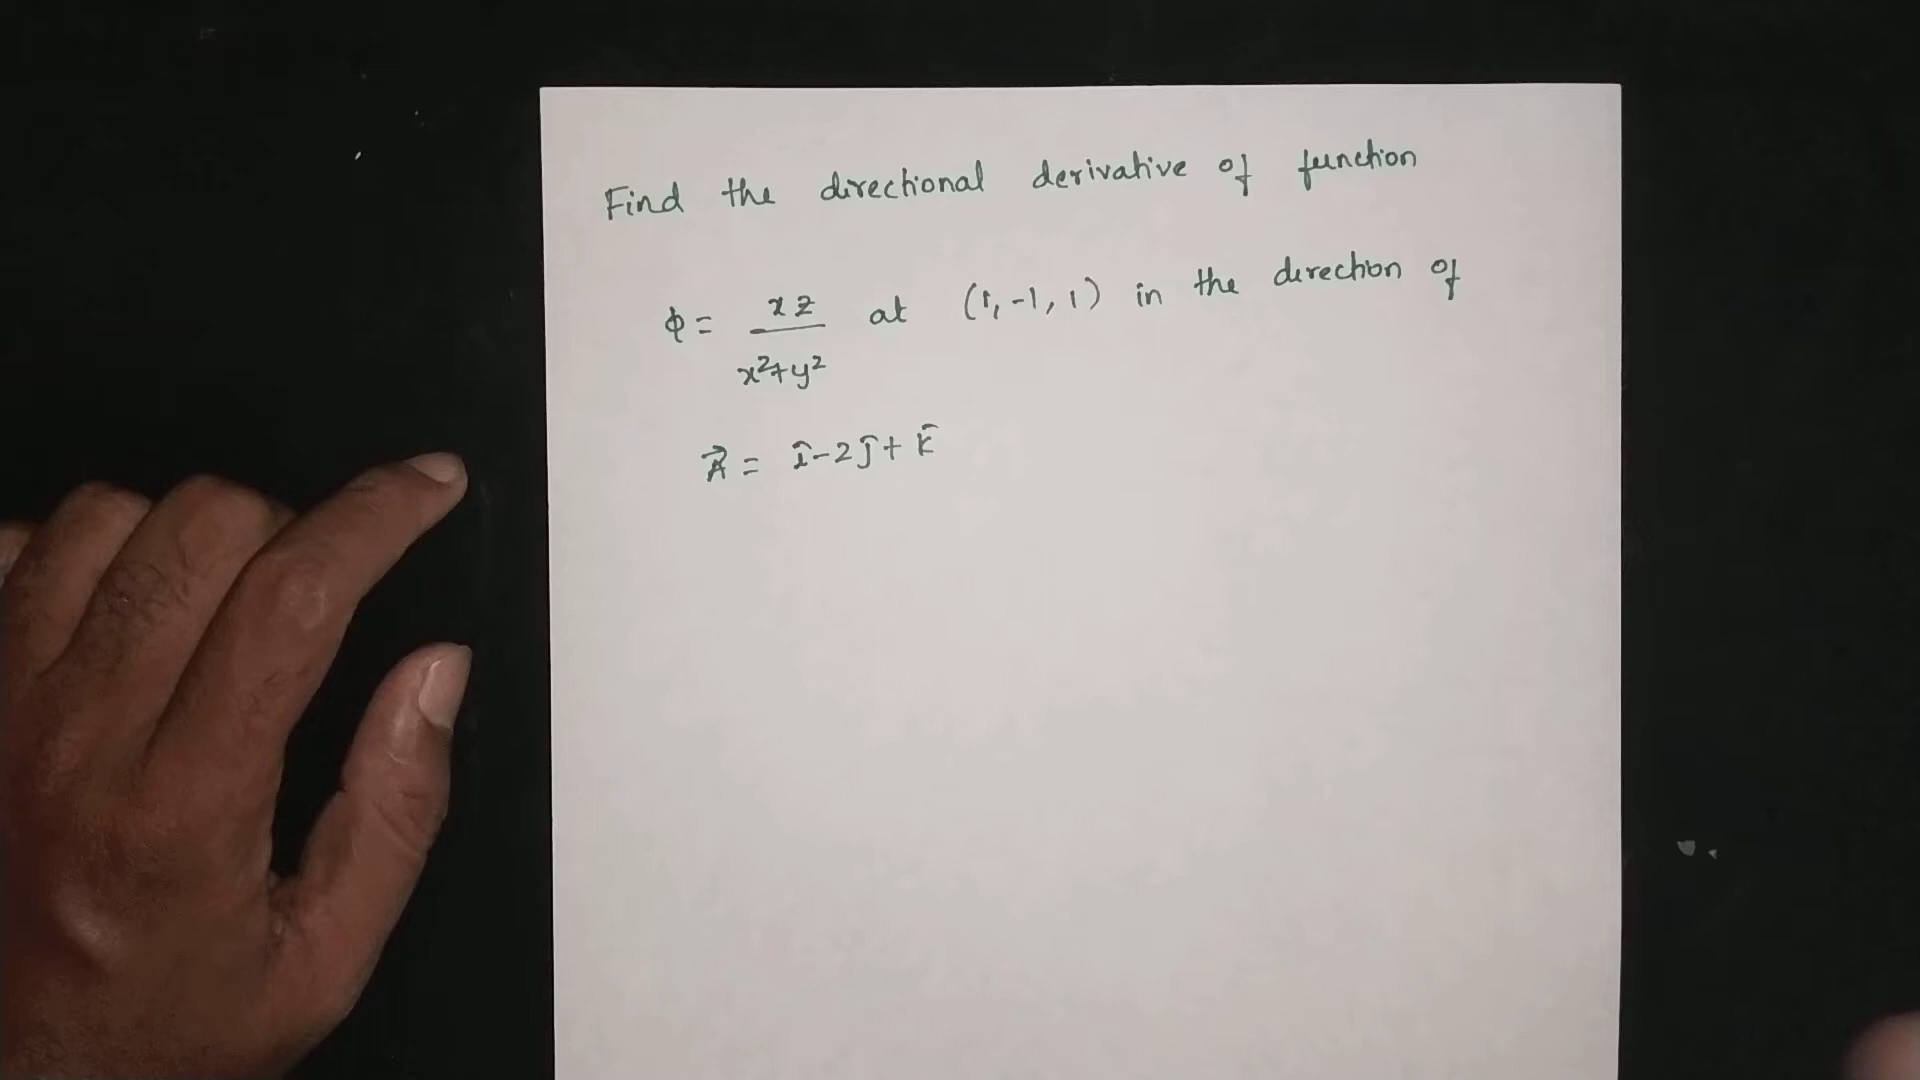 Find the directional derivative of function
φ = xz / x²+y² at (1, -1, 1) in the direction of
A⃗ = î-2ĵ+k̂